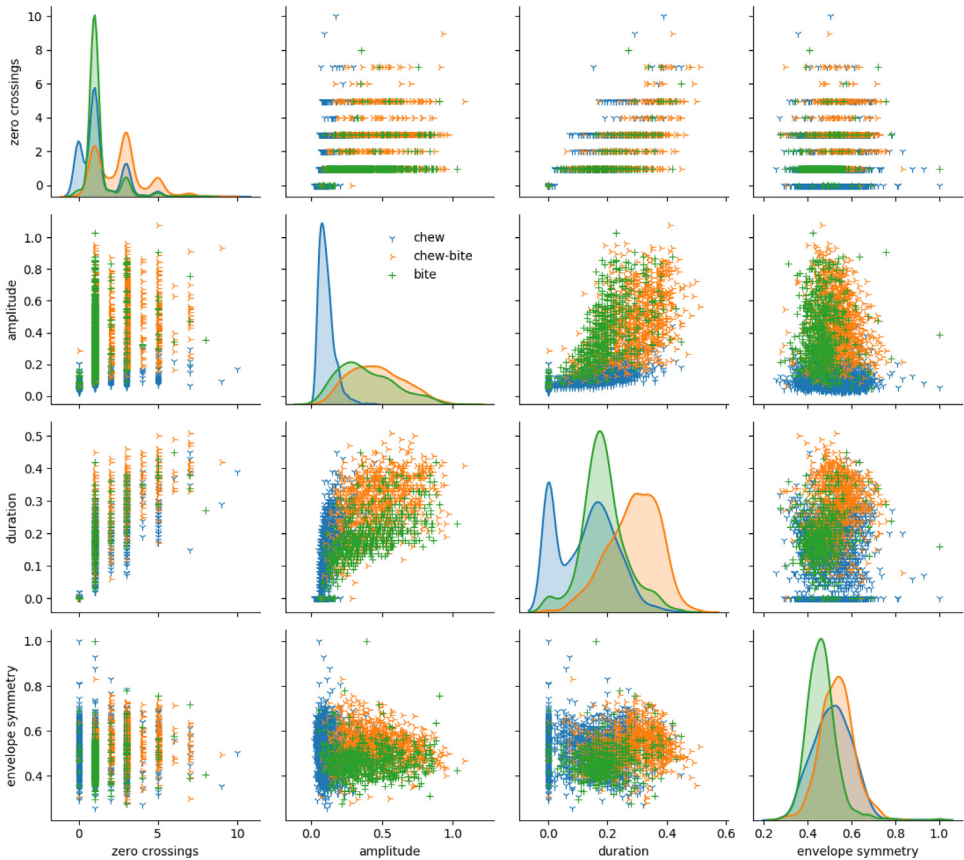 10
8
6
4
2
0
zero crossings
1.0
0.8
0.6
0.4
0.2
0.0
amplitude
chew
chew-bite
bite
0.5
0.4
0.3
0.2
0.1
0.0
duration
1.0
0.8
0.6
0.4
envelope symmetry
0 5 10
0.0 0.5 1.0
0.0 0.2 0.4 0.6
0.2 0.4 0.6 0.8 1.0
zero crossings amplitude duration envelope symmetry